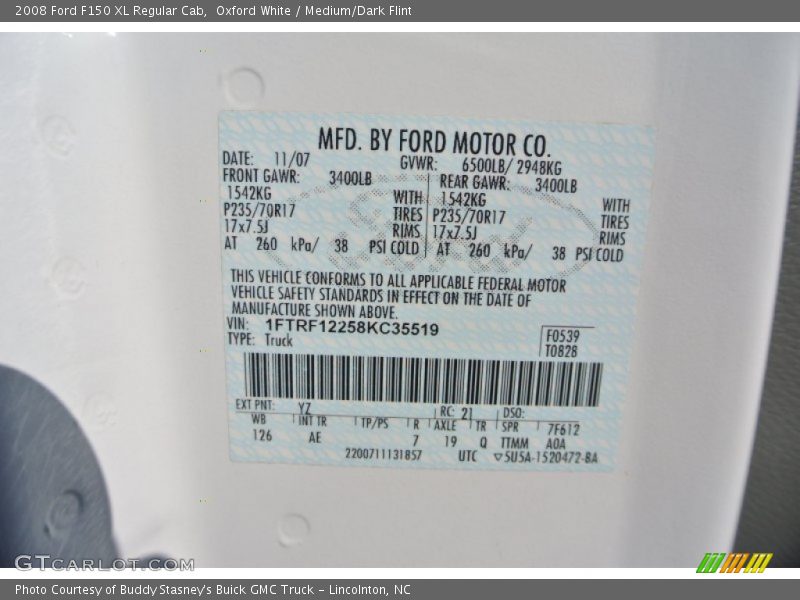 2008 Ford F150 XL Regular Cab,  Oxford White / Medium/Dark Flint
MFD. BY FORD MOTOR CO.
DATE: 11/07 GVWR: 6500LB/ 2948KG
FRONT GAWR: 3400LB REAR GAWR: 3400LB
1542KG WITH 1542KG WITH
P235/70R17 TIRES P235/70R17 TIRES
17x7.5J RIMS 17x7.5J RIMS
AT 260 kPa/ 38 PSI COLD AT 260 kPa/ 38 PSI COLD
THIS VEHICLE CONFORMS TO ALL APPLICABLE FEDERAL MOTOR
VEHICLE SAFETY STANDARDS IN EFFECT ON THE DATE OF
MANUFACTURE SHOWN ABOVE.
VIN: 1FTRF12258KC35519
TYPE: Truck
F0539
T0828
EXT PNT: YZ RC: 21 DSO:
WB INT TR TP/PS R AXLE TR SPR 7F612
126 AE 7 19 Q TTMM AOA
2200711131857 UTC ▽5U5A-1520472-BA
GTCarLot.com
Photo Courtesy of Buddy Stasney's Buick GMC Truck - Lincolnton, NC